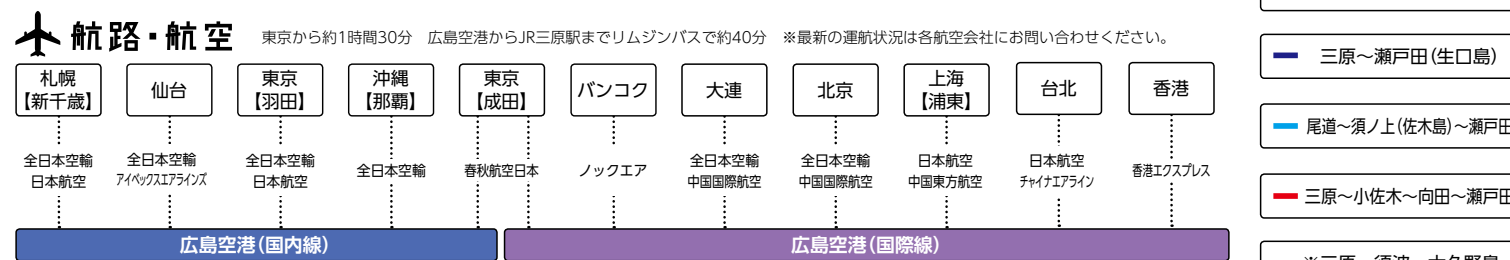 航路・航空
東京から約1時間30分　広島空港からJR三原駅までリムジンバスで約40分　※最新の運航状況は各航空会社にお問い合わせください。
札幌
【新千歳】
仙台
東京
【羽田】
沖縄
【那覇】
東京
【成田】
バンコク
大連
北京
上海
【浦東】
台北
香港
全日本空輸
日本航空
全日本空輸
アイベックスエアラインズ
全日本空輸
日本航空
全日本空輸
春秋航空日本
ノックエア
全日本空輸
中国国際航空
全日本空輸
中国国際航空
日本航空
中国東方航空
日本航空
チャイナエアライン
香港エクスプレス
広島空港(国内線)
広島空港(国際線)
三原～瀬戸田(生口島)
尾道～須ノ上(佐木島)～瀬戸田
三原～小佐木～向田～瀬戸田